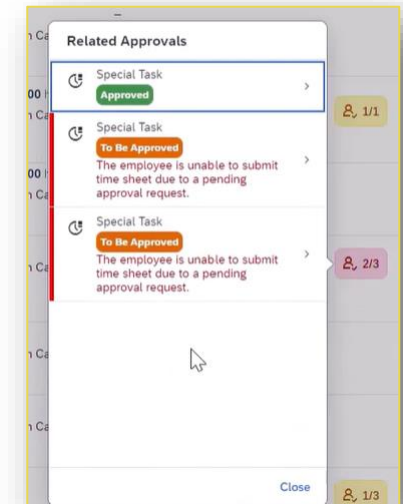 Related Approvals
Special Task
Approved
Special Task
To Be Approved
The employee is unable to submit
time sheet due to a pending
approval request.
Special Task
To Be Approved
The employee is unable to submit
time sheet due to a pending
approval request.
Close
00
00
1/1
2/3
1/3